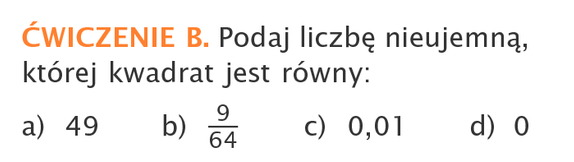 ĆWICZENIE B. Podaj liczbę nieujemną,
której kwadrat jest równy:
a) 49 b) 9/64 c) 0,01 d) 0